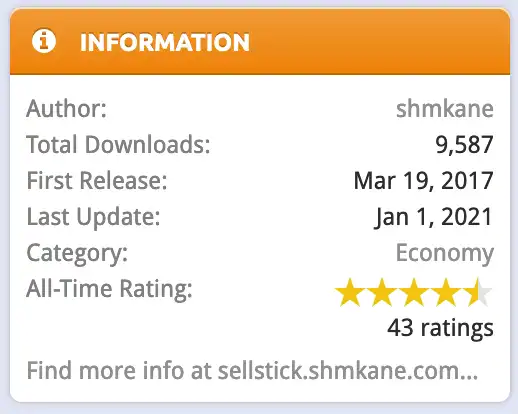 INFORMATION
Author: shmkane
Total Downloads: 9,587
First Release: Mar 19, 2017
Last Update: Jan 1, 2021
Category: Economy
All-Time Rating:
43 ratings
Find more info at sellstick.shmkane.com...